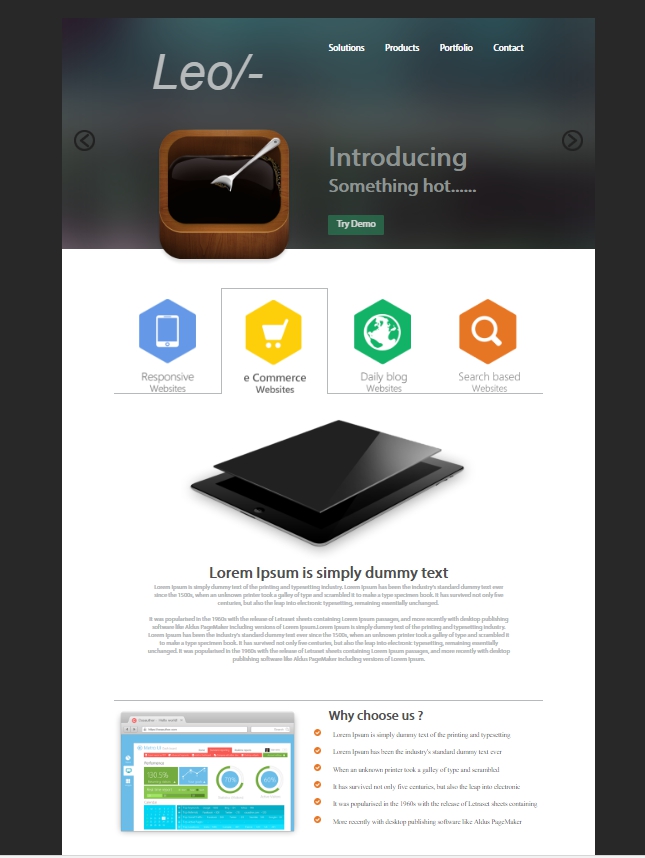 Solutions Products Portfolio Contact
Leo/-
Introducing
Something hot......
Try Demo
Responsive
Websites
e Commerce
Websites
Daily blog
Websites
Search based
Websites
Lorem Ipsum is simply dummy text
Lorem Ipsum is simply dummy text of the printing and typesetting industry. Lorem Ipsum has been the industry's standard dummy text ever
since the 1500s, when an unknown printer took a galley of type and scrambled it to make a type specimen book. It has survived not only five
centuries, but also the leap into electronic typesetting, remaining essentially unchanged.
It was popularised in the 1960s with the release of Letraset sheets containing Lorem Ipsum passages, and more recently with desktop publishing
software like Aldus PageMaker including versions of Lorem Ipsum.Lorem Ipsum is simply dummy text of the printing and typesetting industry.
Lorem Ipsum has been the industry's standard dummy text ever since the 1500s, when an unknown printer took a galley of type and scrambled it
to make a type specimen book. It has survived not only five centuries, but also the leap into electronic typesetting, remaining essentially
unchanged. It was popularised in the 1960s with the release of Letraset sheets containing Lorem Ipsum passages, and more recently with desktop
publishing software like Aldus PageMaker including versions of Lorem Ipsum.
Why choose us ?
Lorem Ipsum is simply dummy text of the printing and typesetting
Lorem Ipsum has been the industry's standard dummy text ever
When an unknown printer took a galley of type and scrambled
It has survived not only five centuries, but also the leap into electronic
It was popularised in the 1960s with the release of Letraset sheets containing
More recently with desktop publishing software like Aldus PageMaker
Performance
130.5%
70%
60%